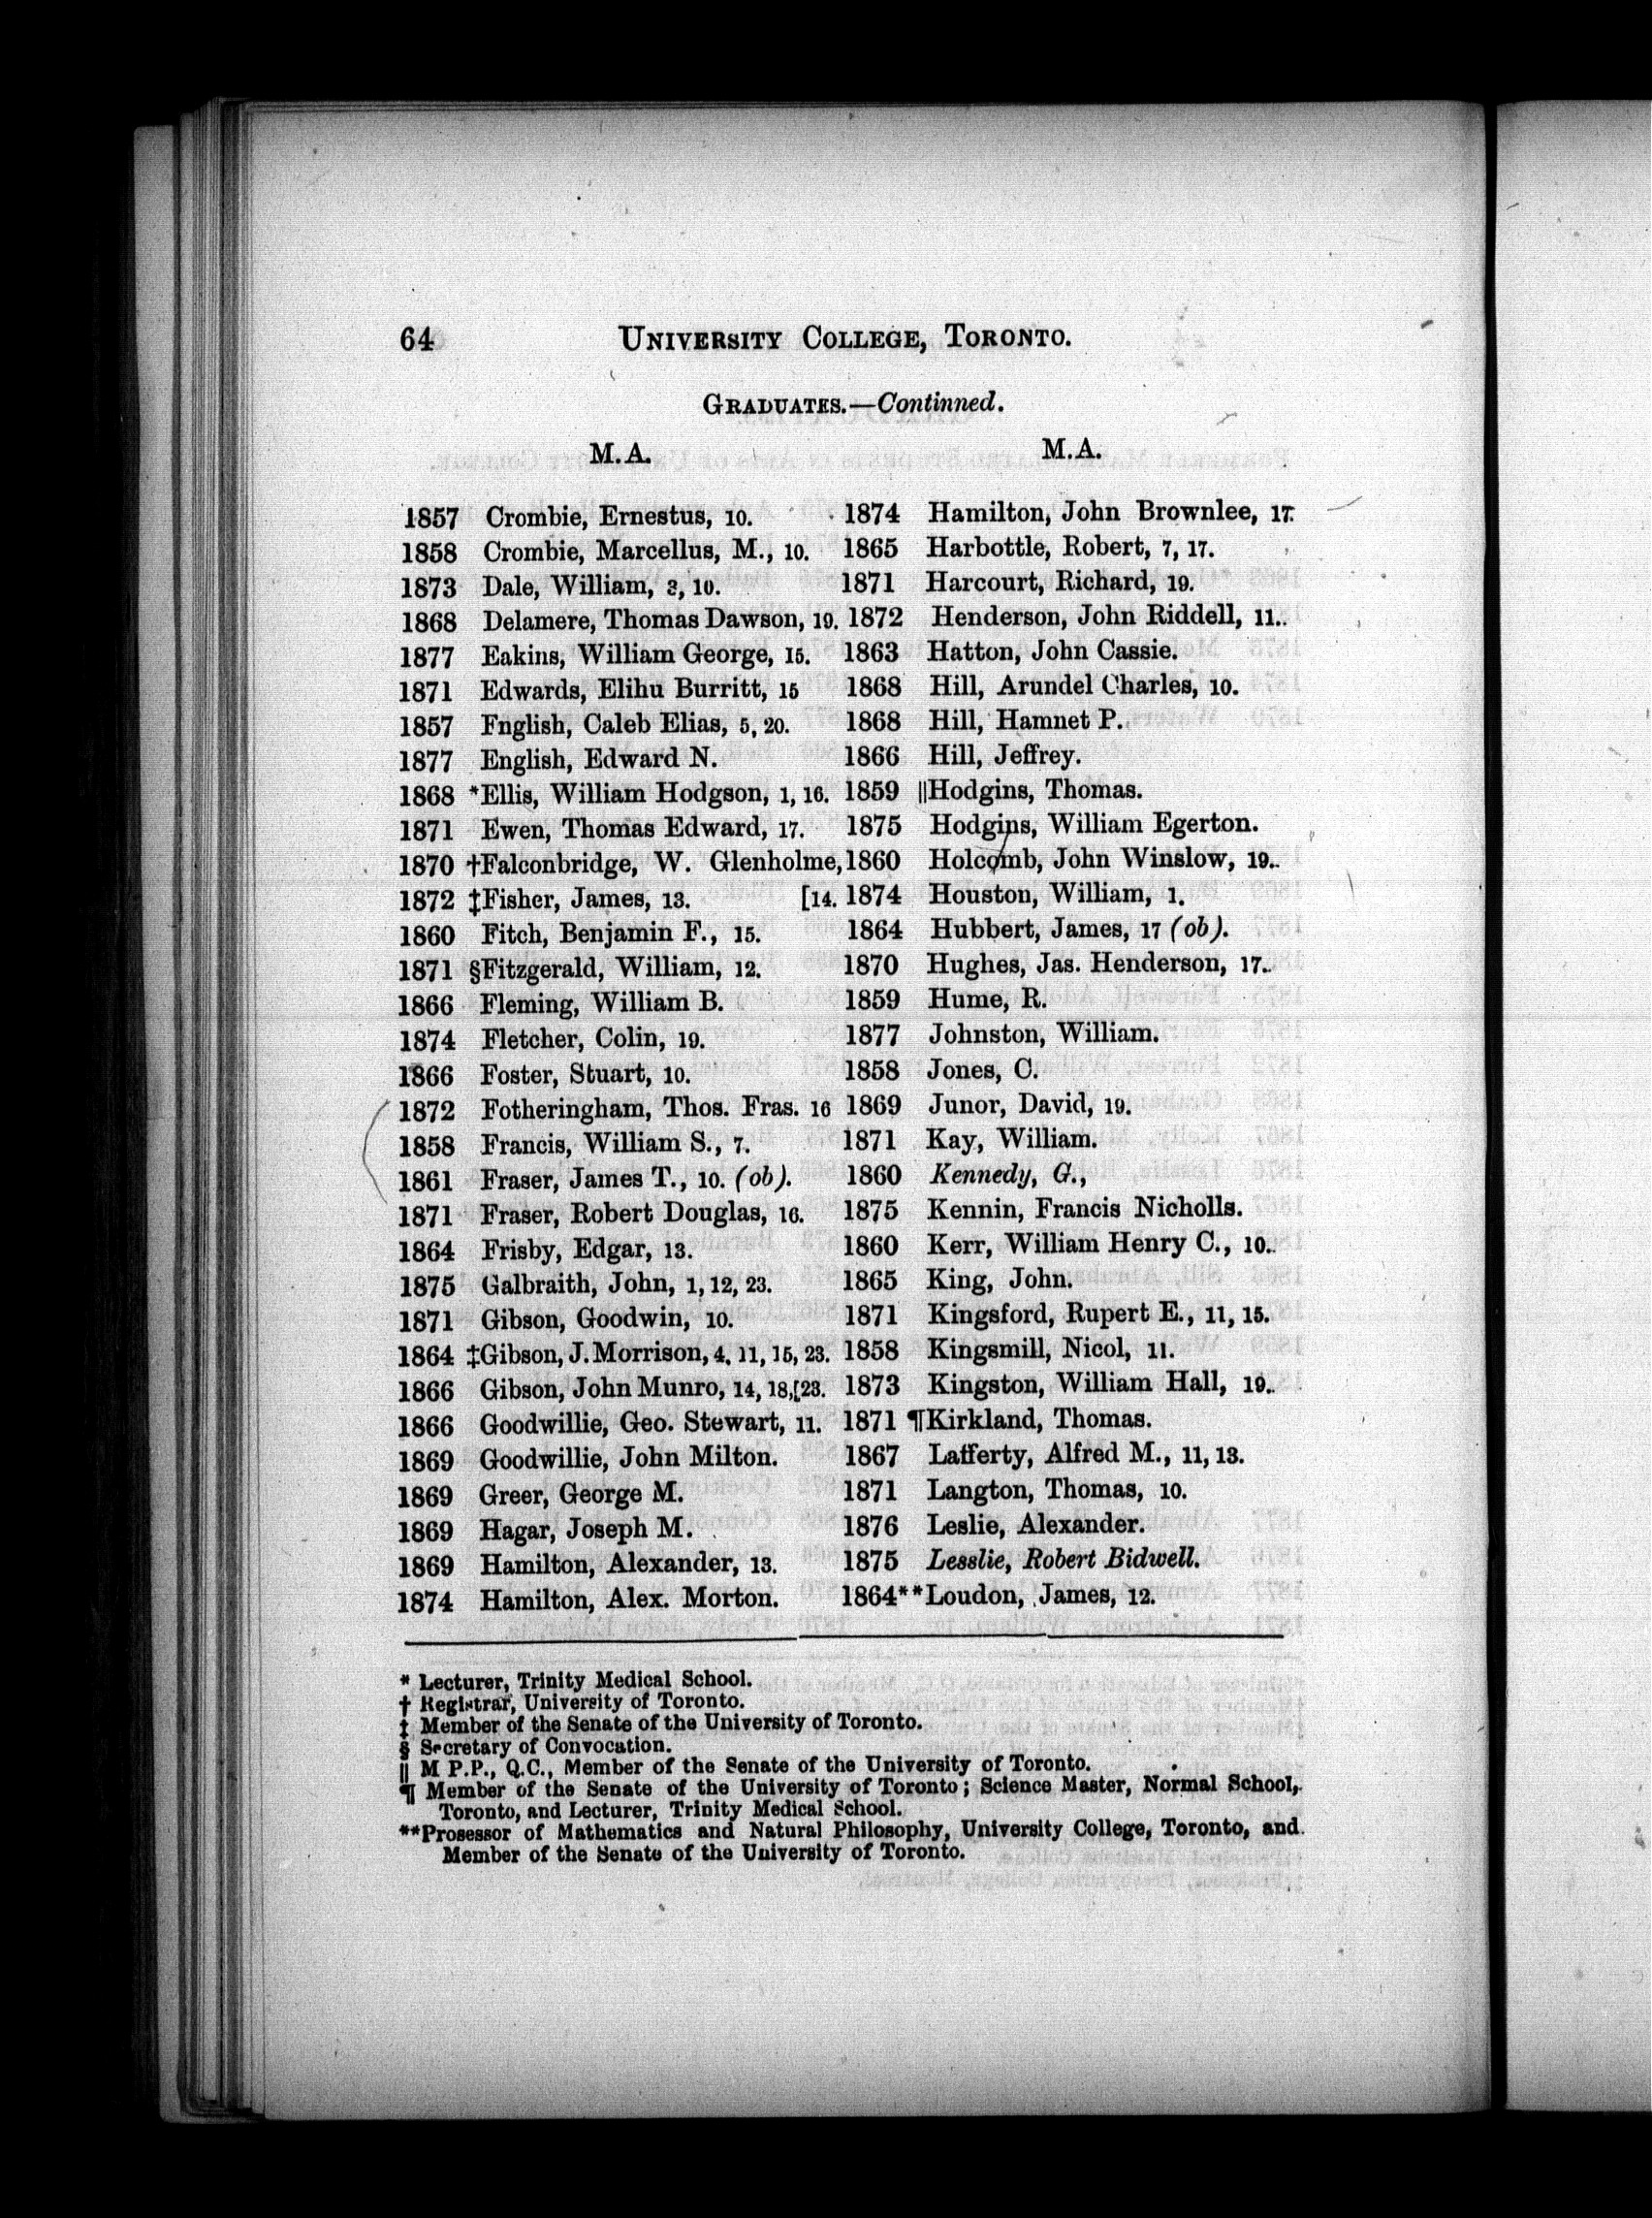 64 UNIVERSITY COLLEGE, TORONTO.
GRADUATES.—Continned.
M.A.
1857 Crombie, Ernestus, 10.
1858 Crombie, Marcellus, M., 10.
1873 Dale, William, 3, 10.
1868 Delamere, Thomas Dawson, 19.
1877 Eakins, William George, 15.
1871 Edwards, Elihu Burritt, 15
1857 Fnglish, Caleb Elias, 5, 20.
1877 English, Edward N.
1868 *Ellis, William Hodgson, 1, 16.
1871 Ewen, Thomas Edward, 17.
1870 †Falconbridge, W. Glenholme,
1872 ‡Fisher, James, 13. [14.
1860 Fitch, Benjamin F., 15.
1871 §Fitzgerald, William, 12.
1866 Fleming, William B.
1874 Fletcher, Colin, 19.
1866 Foster, Stuart, 10.
1872 Fotheringham, Thos. Fras. 16
1858 Francis, William S., 7.
1861 Fraser, James T., 10. (ob).
1871 Fraser, Robert Douglas, 16.
1864 Frisby, Edgar, 13.
1875 Galbraith, John, 1, 12, 23.
1871 Gibson, Goodwin, 10.
1864 ‡Gibson, J. Morrison, 4, 11, 15, 23.
1866 Gibson, John Munro, 14, 18,[23.
1866 Goodwillie, Geo. Stewart, 11.
1869 Goodwillie, John Milton.
1869 Greer, George M.
1869 Hagar, Joseph M.
1869 Hamilton, Alexander, 13.
1874 Hamilton, Alex. Morton.
M.A.
1874 Hamilton, John Brownlee, 17.
1865 Harbottle, Robert, 7, 17.
1871 Harcourt, Richard, 19.
1872 Henderson, John Riddell, 11.
1863 Hatton, John Cassie.
1868 Hill, Arundel Charles, 10.
1868 Hill, Hamnet P.
1866 Hill, Jeffrey.
1859 ||Hodgins, Thomas.
1875 Hodgins, William Egerton.
1860 Holcomb, John Winslow, 19.
1874 Houston, William, 1.
1864 Hubbert, James, 17 (ob).
1870 Hughes, Jas. Henderson, 17.
1859 Hume, R.
1877 Johnston, William.
1858 Jones, C.
1869 Junor, David, 19.
1871 Kay, William.
1860 Kennedy, G.,
1875 Kennin, Francis Nicholls.
1860 Kerr, William Henry C., 10.
1865 King, John.
1871 Kingsford, Rupert E., 11, 15.
1858 Kingsmill, Nicol, 11.
1873 Kingston, William Hall, 19.
1871 ¶Kirkland, Thomas.
1867 Lafferty, Alfred M., 11, 13.
1871 Langton, Thomas, 10.
1876 Leslie, Alexander.
1875 Lesslie, Robert Bidwell.
1864**Loudon, James, 12.
* Lecturer, Trinity Medical School.
† Registrar, University of Toronto.
‡ Member of the Senate of the University of Toronto.
§ Secretary of Convocation.
|| M P.P., Q.C., Member of the Senate of the University of Toronto.
¶ Member of the Senate of the University of Toronto; Science Master, Normal School,
Toronto, and Lecturer, Trinity Medical School.
**Prosessor of Mathematics and Natural Philosophy, University College, Toronto, and
Member of the Senate of the University of Toronto.